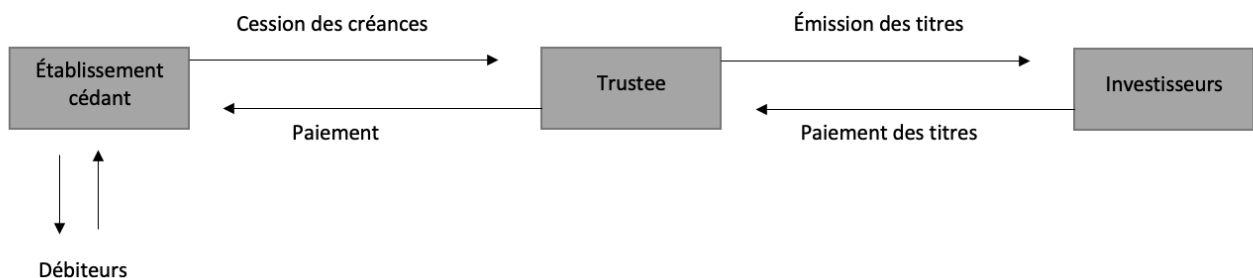 Cession des créances
Émission des titres
Établissement
cédant
Trustee
Investisseurs
Paiement
Paiement des titres
Débiteurs